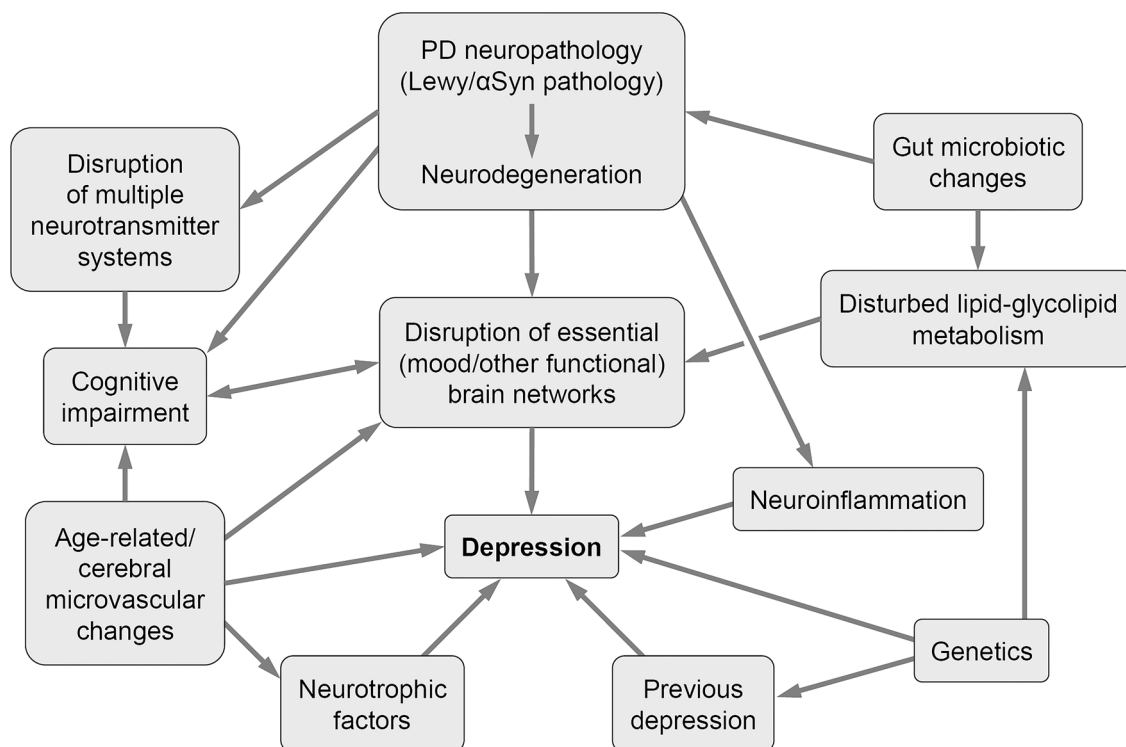 PD neuropathology
(Lewy/αSyn pathology)
Neurodegeneration
Gut microbiotic
changes
Disruption
of multiple
neurotransmitter
systems
Disturbed lipid-glycolipid
metabolism
Disruption of essential
(mood/other functional)
brain networks
Cognitive
impairment
Neuroinflammation
Age-related/
cerebral
microvascular
changes
Depression
Genetics
Neurotrophic
factors
Previous
depression